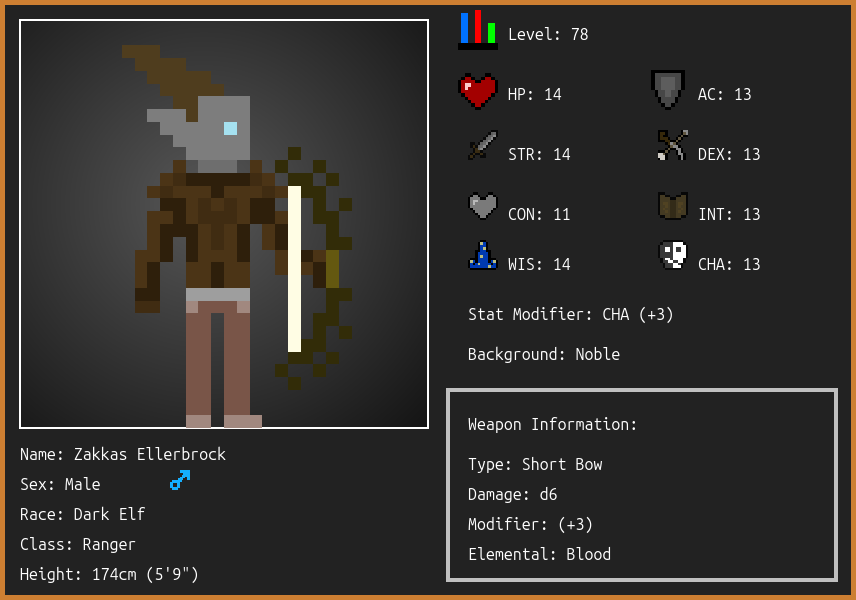 Level: 78
HP: 14
AC: 13
STR: 14
DEX: 13
CON: 11
INT: 13
WIS: 14
CHA: 13
Stat Modifier: CHA (+3)
Background: Noble
Weapon Information:
Type: Short Bow
Damage: d6
Modifier: (+3)
Elemental: Blood
Name: Zakkas Ellerbrock
Sex: Male
Race: Dark Elf
Class: Ranger
Height: 174cm (5'9")